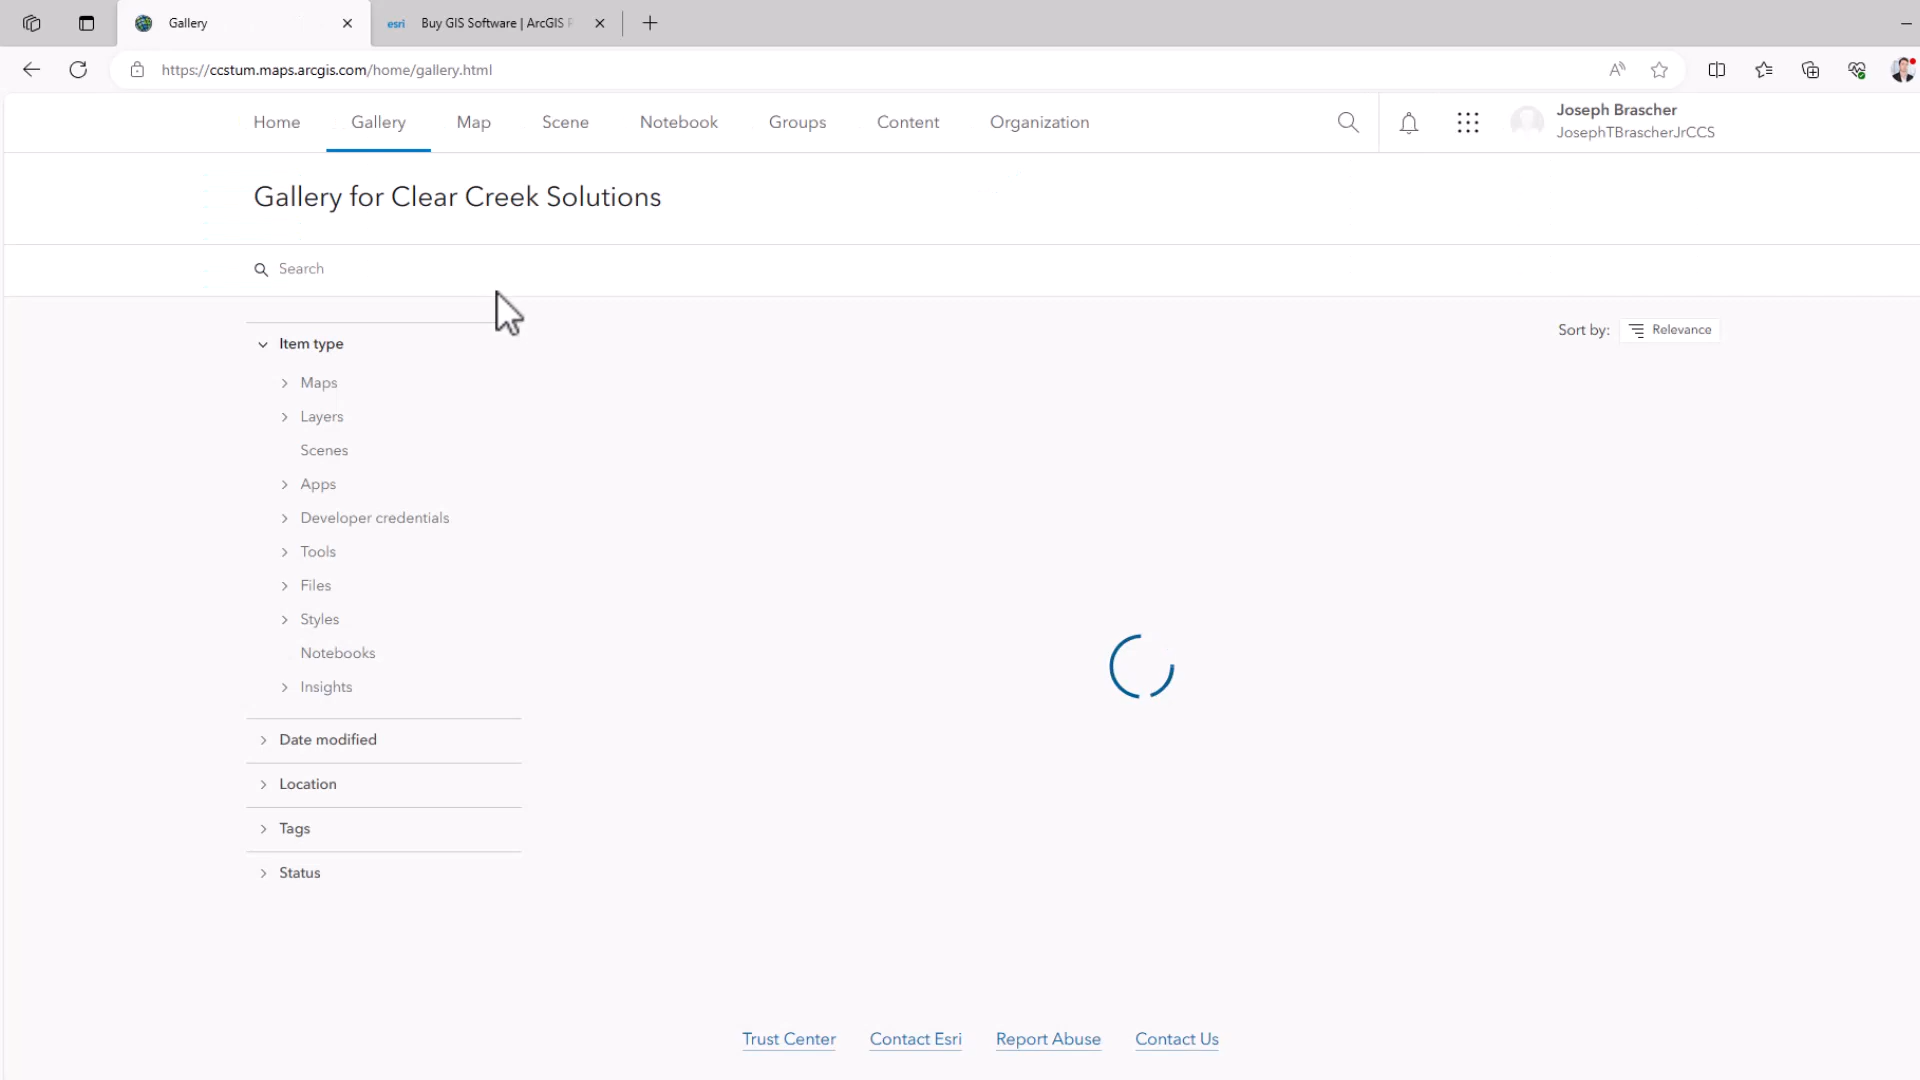 Gallery
esri Buy GIS Software | ArcGIS
https://ccstum.maps.arcgis.com/home/gallery.html
Home Gallery Map Scene Notebook Groups Content Organization
Joseph Brascher
JosephTBrascherJrCCS
Gallery for Clear Creek Solutions
Search
Sort by: Relevance
Item type
Maps
Layers
Scenes
Apps
Developer credentials
Tools
Files
Styles
Notebooks
Insights
Date modified
Location
Tags
Status
Trust Center Contact Esri Report Abuse Contact Us